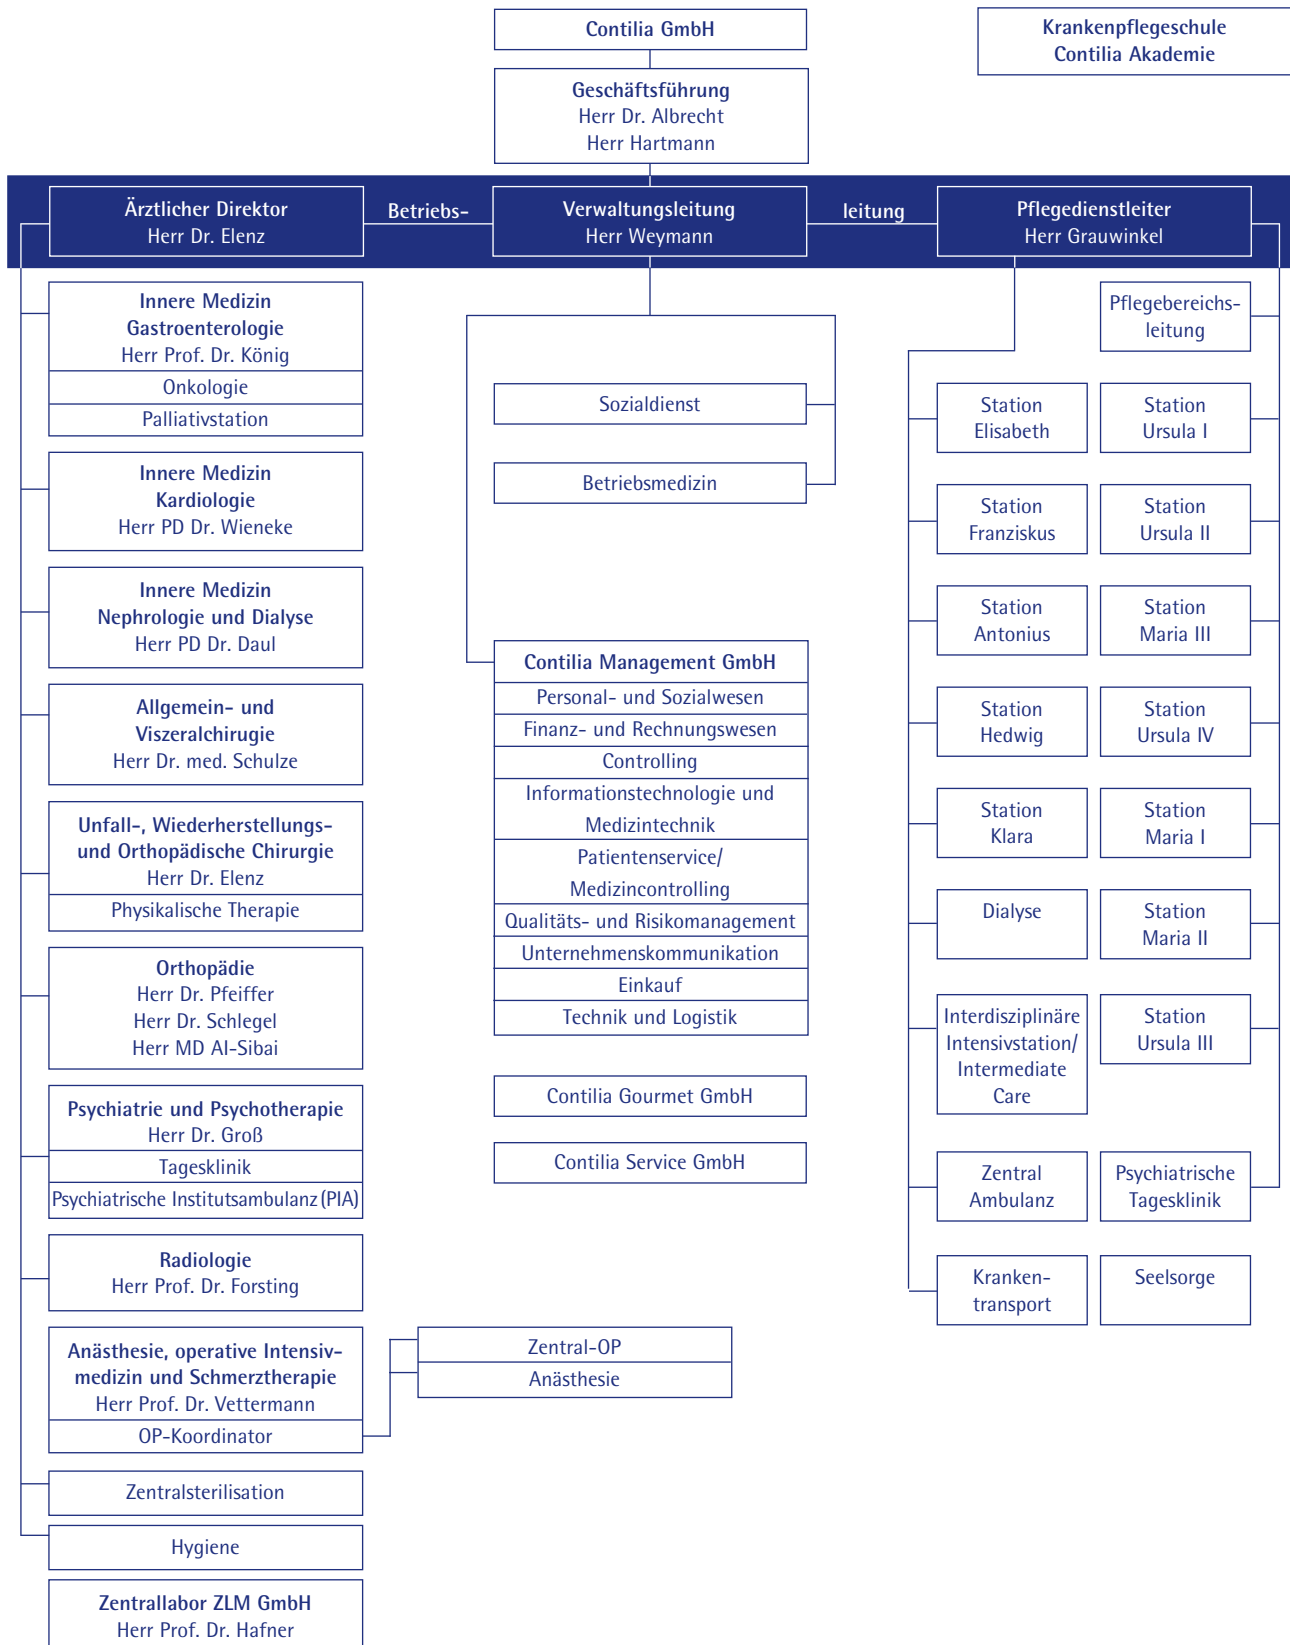 Contilia GmbH
Krankenpflegeschule
Contilia Akademie
Geschäftsführung
Herr Dr. Albrecht
Herr Hartmann
Ärztlicher Direktor
Herr Dr. Elenz
Betriebs-
Verwaltungsleitung
Herr Weymann
leitung
Pflegedienstleiter
Herr Grauwinkel
Innere Medizin
Gastroenterologie
Herr Prof. Dr. König
Onkologie
Palliativstation
Innere Medizin
Kardiologie
Herr PD Dr. Wieneke
Innere Medizin
Nephrologie und Dialyse
Herr PD Dr. Daul
Allgemein- und
Viszeralchirugie
Herr Dr. med. Schulze
Unfall-, Wiederherstellungs-
und Orthopädische Chirurgie
Herr Dr. Elenz
Physikalische Therapie
Orthopädie
Herr Dr. Pfeiffer
Herr Dr. Schlegel
Herr MD Al-Sibai
Psychiatrie und Psychotherapie
Herr Dr. Groß
Tagesklinik
Psychiatrische Institutsambulanz (PIA)
Radiologie
Herr Prof. Dr. Forsting
Anästhesie, operative Intensiv-
medizin und Schmerztherapie
Herr Prof. Dr. Vettermann
OP-Koordinator
Zentralsterilisation
Hygiene
Zentrallabor ZLM GmbH
Herr Prof. Dr. Hafner
Sozialdienst
Betriebsmedizin
Contilia Management GmbH
Personal- und Sozialwesen
Finanz- und Rechnungswesen
Controlling
Informationstechnologie und
Medizintechnik
Patientenservice/
Medizincontrolling
Qualitäts- und Risikomanagement
Unternehmenskommunikation
Einkauf
Technik und Logistik
Contilia Gourmet GmbH
Contilia Service GmbH
Zentral-OP
Anästhesie
Pflegebereichs-
leitung
Station
Elisabeth
Station
Ursula I
Station
Franziskus
Station
Ursula II
Station
Antonius
Station
Maria III
Station
Hedwig
Station
Ursula IV
Station
Klara
Station
Maria I
Dialyse
Station
Maria II
Interdisziplinäre
Intensivstation/
Intermediate
Care
Station
Ursula III
Zentral
Ambulanz
Psychiatrische
Tagesklinik
Kranken-
transport
Seelsorge